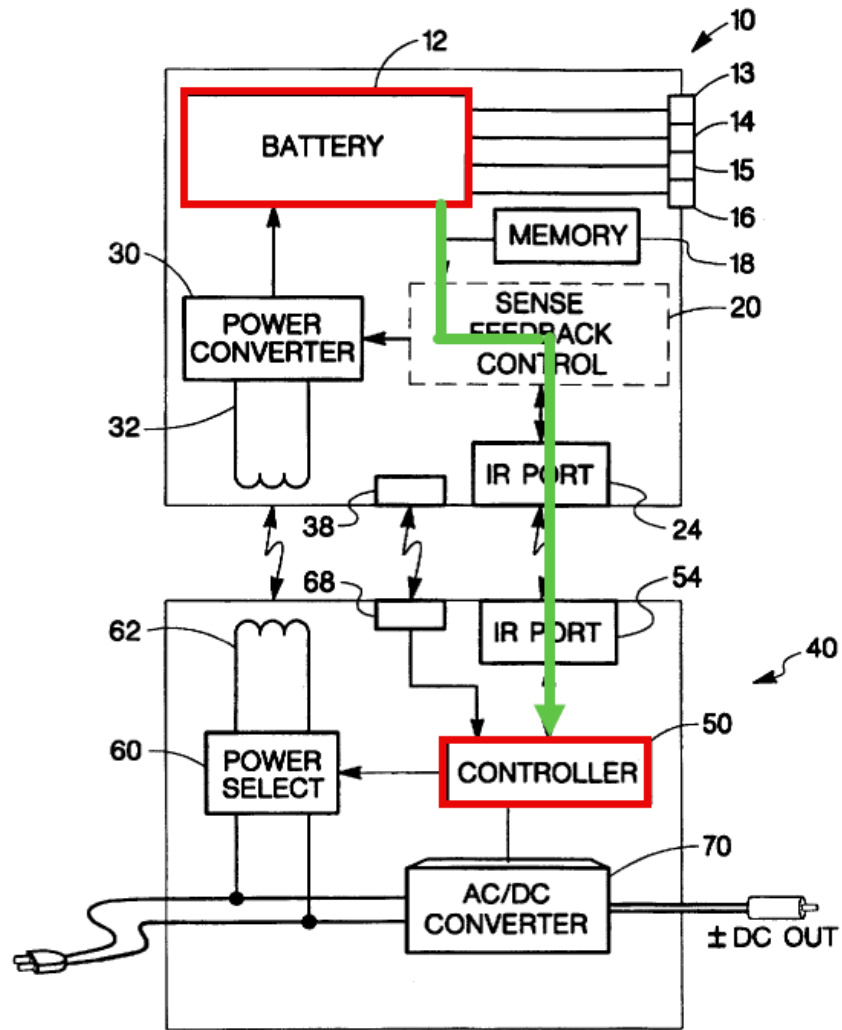 10
12
13
BATTERY
14
15
16
MEMORY
18
30
SENSE
FEEDBACK
CONTROL
20
POWER
CONVERTER
32
IR PORT
38
24
68
54
62
IR PORT
40
50
60
POWER
SELECT
CONTROLLER
70
AC/DC
CONVERTER
± DC OUT